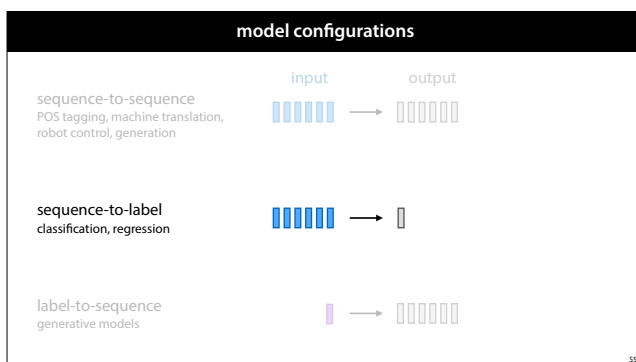 model configurations
input output
sequence-to-sequence
POS tagging, machine translation,
robot control, generation
sequence-to-label
classification, regression
label-to-sequence
generative models